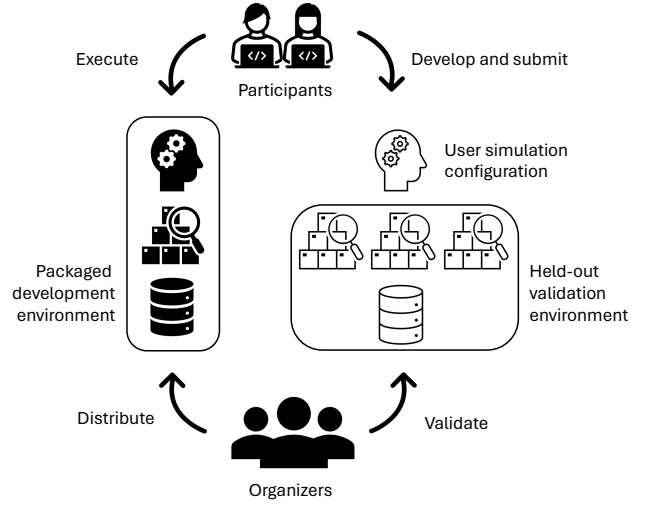 Execute
Develop and submit
</>
</>
Participants
User simulation
configuration
Packaged
development
environment
Held-out
validation
environment
Distribute
Validate
Organizers